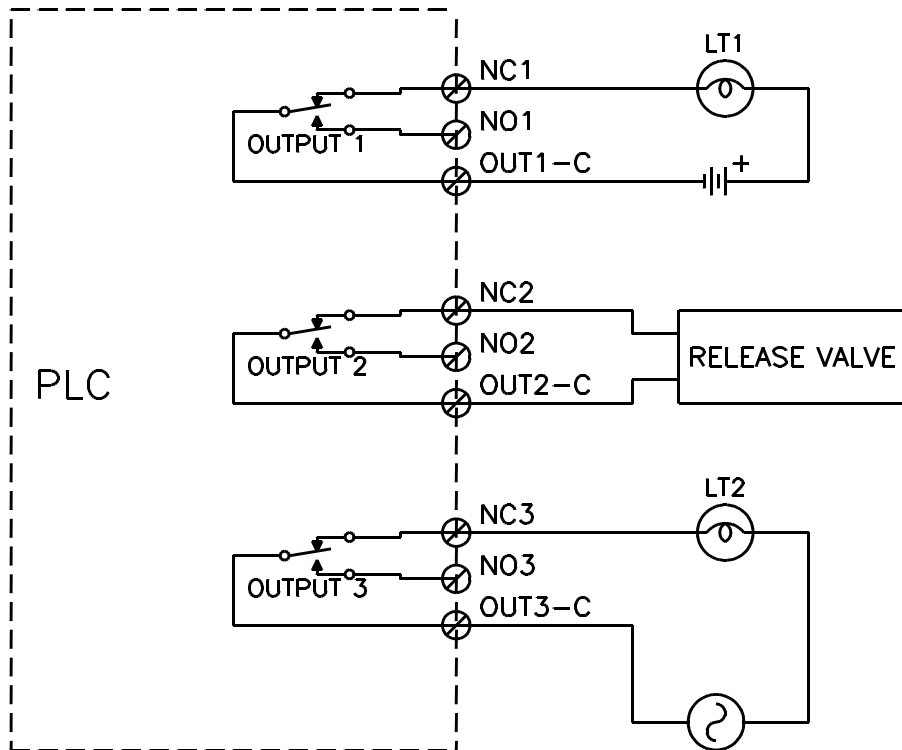 LT1
NC1
NO1
OUTPUT 1
OUT1-C
+
NC2
NO2
OUTPUT 2
OUT2-C
RELEASE VALVE
PLC
LT2
NC3
NO3
OUTPUT 3
OUT3-C